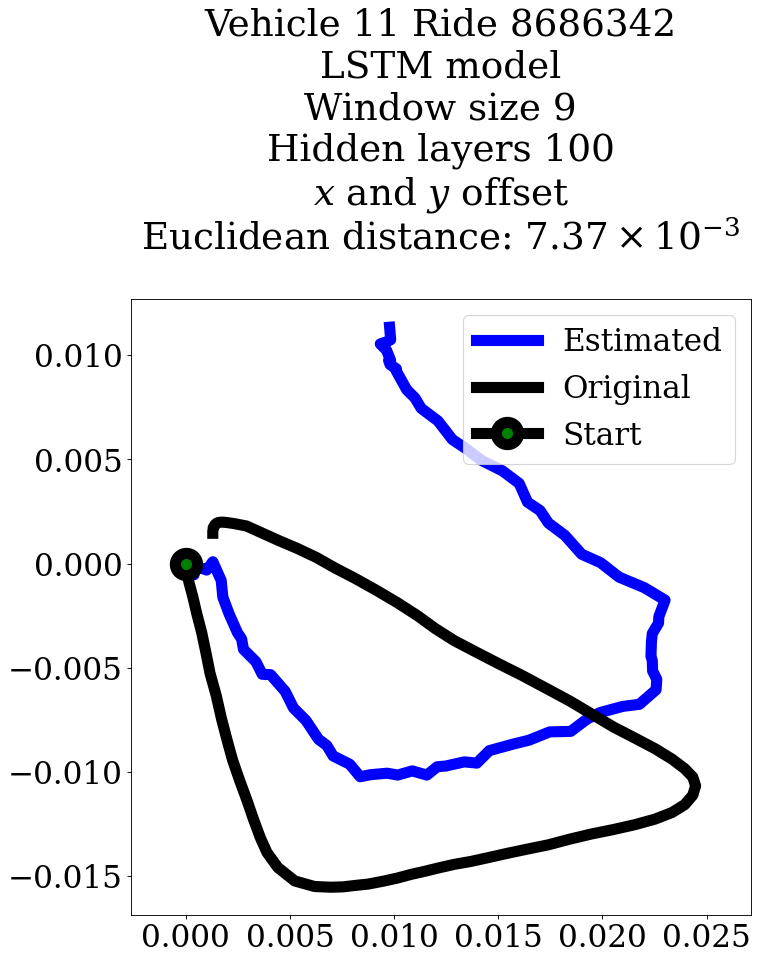 Vehicle 11 Ride 8686342
LSTM model
Window size 9
Hidden layers 100
x and y offset
Euclidean distance: 7.37 × 10⁻³
Estimated
Original
Start
0.010
0.005
0.000
−0.005
−0.010
−0.015
0.000 0.005 0.010 0.015 0.020 0.025